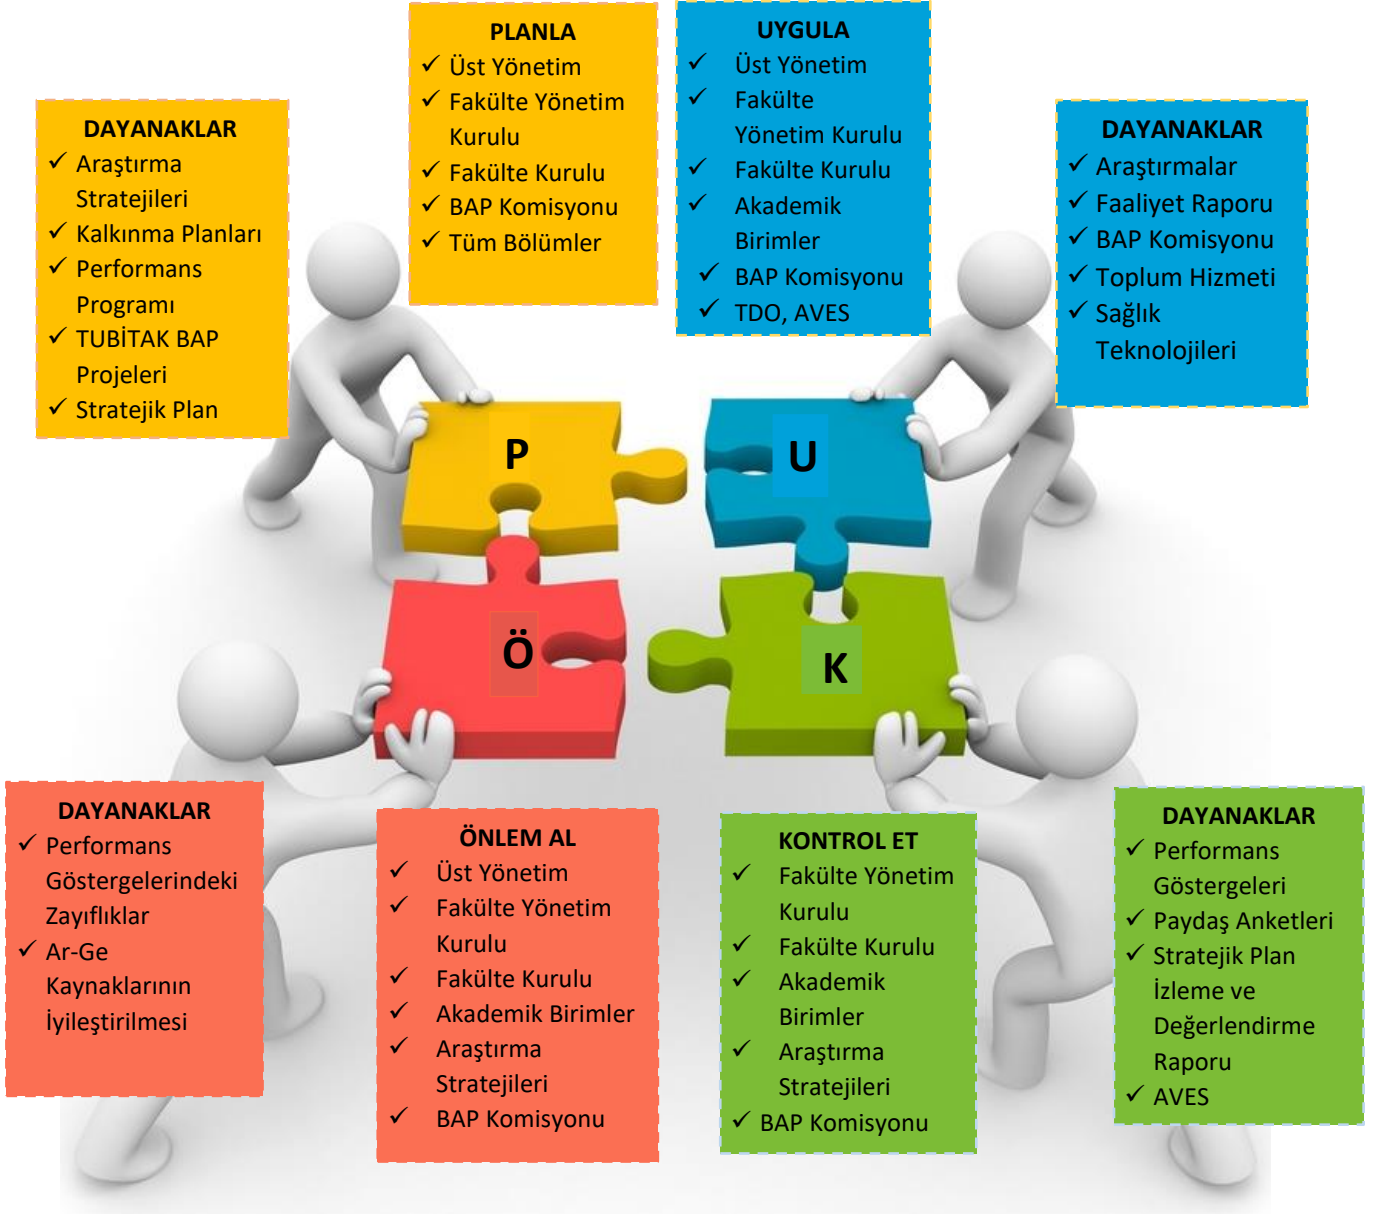 PLANLA
✓ Üst Yönetim
✓ Fakülte Yönetim
Kurulu
✓ Fakülte Kurulu
✓ BAP Komisyonu
✓ Tüm Bölümler
UYGULA
✓ Üst Yönetim
✓ Fakülte
Yönetim Kurulu
✓ Fakülte Kurulu
✓ Akademik
Birimler
✓ BAP Komisyonu
✓ TDO, AVES
DAYANAKLAR
✓ Araştırma
Stratejileri
✓ Kalkınma Planları
✓ Performans
Programı
✓ TUBİTAK BAP
Projeleri
✓ Stratejik Plan
DAYANAKLAR
✓ Araştırmalar
✓ Faaliyet Raporu
✓ BAP Komisyonu
✓ Toplum Hizmeti
✓ Sağlık
Teknolojileri
P
U
Ö
K
DAYANAKLAR
✓ Performans
Göstergelerindeki
Zayıflıklar
✓ Ar-Ge
Kaynaklarının
İyileştirilmesi
ÖNLEM AL
✓ Üst Yönetim
✓ Fakülte Yönetim
Kurulu
✓ Fakülte Kurulu
✓ Akademik Birimler
✓ Araştırma
Stratejileri
✓ BAP Komisyonu
KONTROL ET
✓ Fakülte Yönetim
Kurulu
✓ Fakülte Kurulu
✓ Akademik
Birimler
✓ Araştırma
Stratejileri
✓ BAP Komisyonu
DAYANAKLAR
✓ Performans
Göstergeleri
✓ Paydaş Anketleri
✓ Stratejik Plan
İzleme ve
Değerlendirme
Raporu
✓ AVES